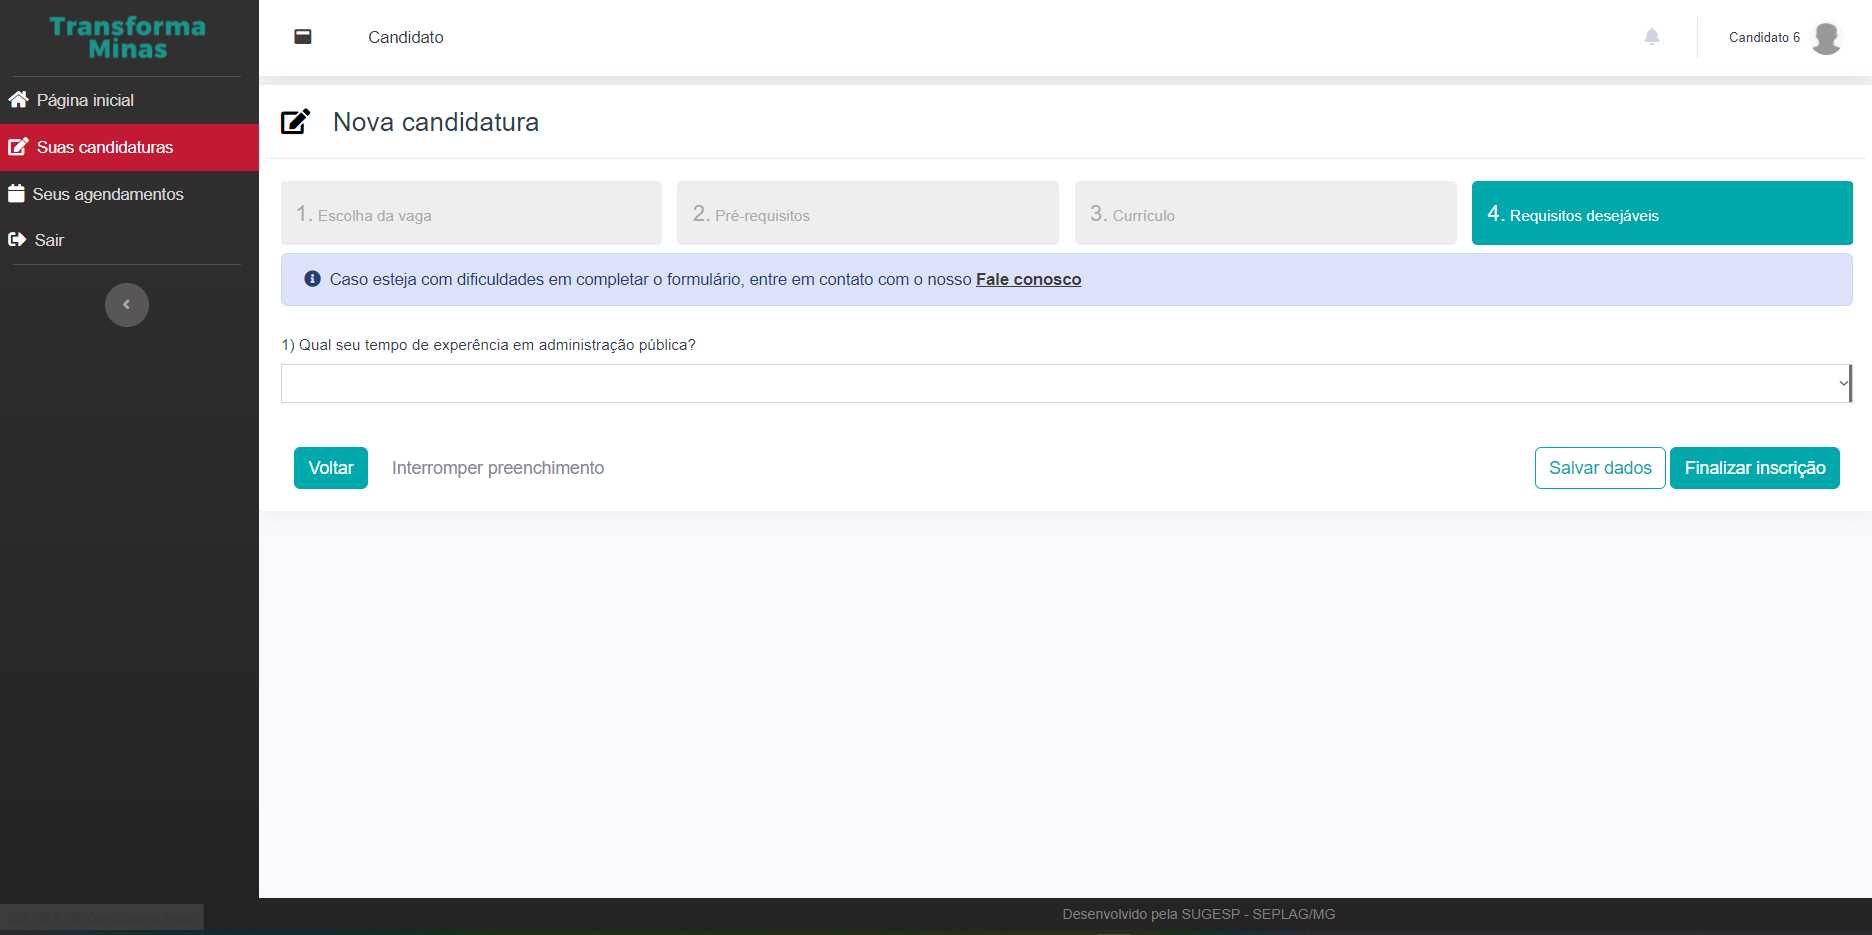 Transforma
Minas
Página inicial
Suas candidaturas
Seus agendamentos
Sair
Candidato
Candidato 6
Nova candidatura
1. Escolha da vaga
2. Pré-requisitos
3. Currículo
4. Requisitos desejáveis
Caso esteja com dificuldades em completar o formulário, entre em contato com o nosso Fale conosco
1) Qual seu tempo de experência em administração pública?
Voltar
Interromper preenchimento
Salvar dados
Finalizar inscrição
Desenvolvido pela SUGESP - SEPLAG/MG